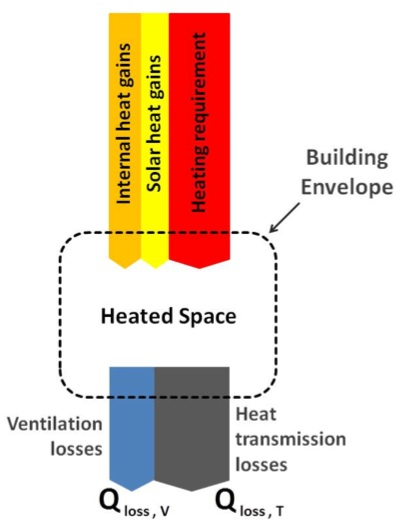 Internal heat gains
Solar heat gains
Heating requirement
Building
Envelope
Heated Space
Ventilation
losses
Heat
transmission
losses
Q loss, V
Q loss, T